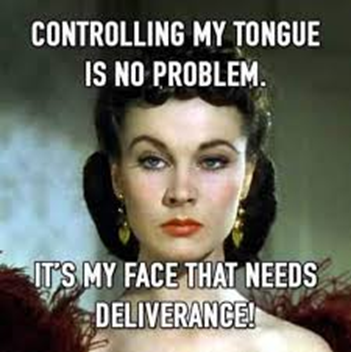 CONTROLLING MY TONGUE
IS NO PROBLEM.
IT'S MY FACE THAT NEEDS
DELIVERANCE!